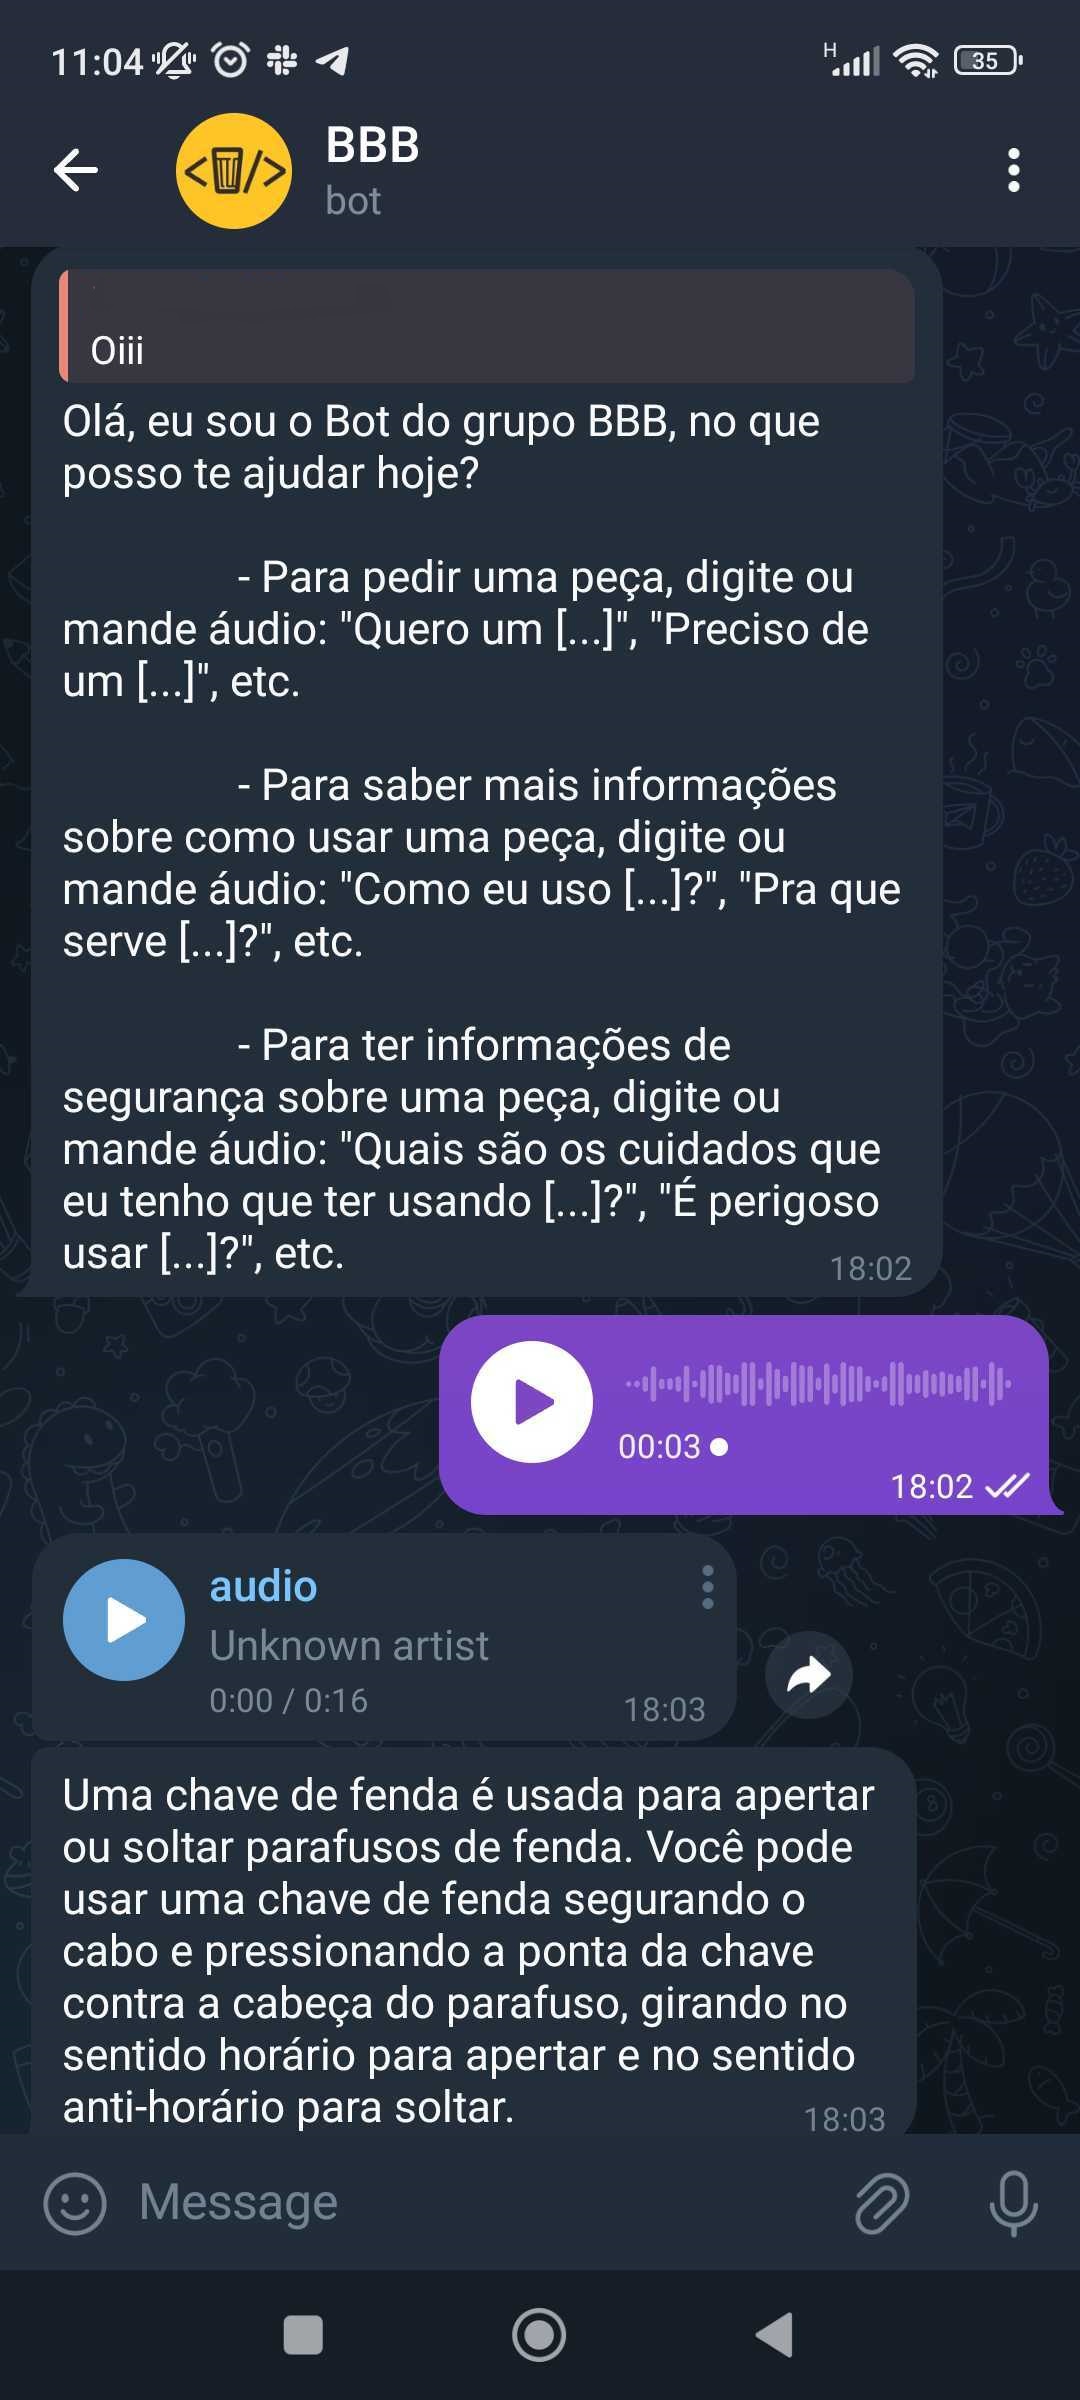 11:04
H
35
BBB
bot
Oiii
Olá, eu sou o Bot do grupo BBB, no que
posso te ajudar hoje?
- Para pedir uma peça, digite ou
mande áudio: "Quero um [...]", "Preciso de
um [...]", etc.
- Para saber mais informações
sobre como usar uma peça, digite ou
mande áudio: "Como eu uso [...]?", "Pra que
serve [...]?", etc.
- Para ter informações de
segurança sobre uma peça, digite ou
mande áudio: "Quais são os cuidados que
eu tenho que ter usando [...]?", "É perigoso
usar [...]?", etc.
18:02
00:03
18:02
audio
Unknown artist
0:00 / 0:16
18:03
Uma chave de fenda é usada para apertar
ou soltar parafusos de fenda. Você pode
usar uma chave de fenda segurando o
cabo e pressionando a ponta da chave
contra a cabeça do parafuso, girando no
sentido horário para apertar e no sentido
anti-horário para soltar.
18:03
Message